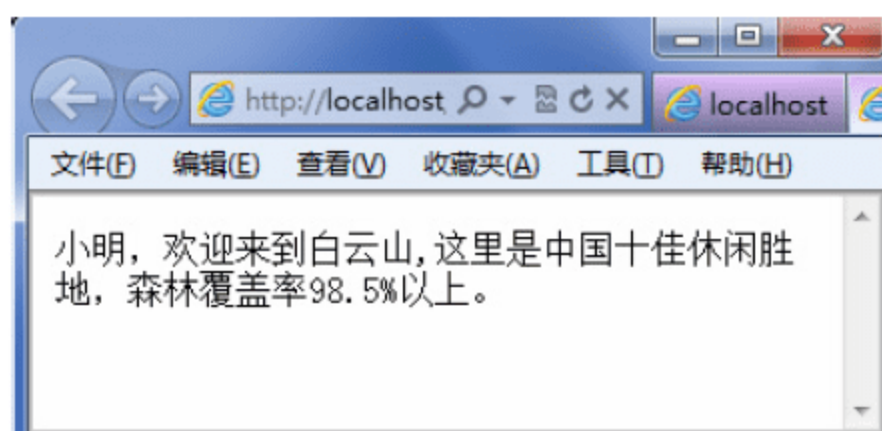 http://localhost localhost
文件(F) 编辑(E) 查看(V) 收藏夹(A) 工具(T) 帮助(H)
小明，欢迎来到白云山,这里是中国十佳休闲胜
地，森林覆盖率98.5%以上。